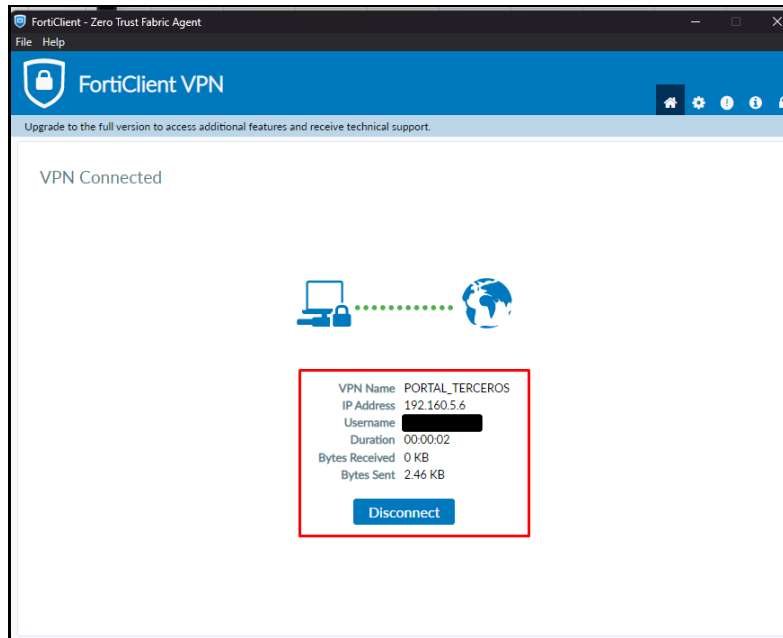 FortiClient - Zero Trust Fabric Agent
File Help
FortiClient VPN
Upgrade to the full version to access additional features and receive technical support.
VPN Connected
VPN Name PORTAL_TERCEROS
IP Address 192.160.5.6
Username
Duration 00:00:02
Bytes Received 0 KB
Bytes Sent 2.46 KB
Disconnect